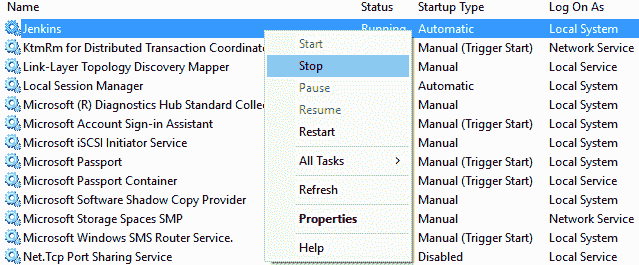 Name Status Startup Type Log On As
Jenkins Running Automatic Local System
KtmRm for Distributed Transaction Coordinato Manual (Trigger Start) Network Service
Link-Layer Topology Discovery Mapper Manual Local Service
Local Session Manager Automatic Local System
Microsoft (R) Diagnostics Hub Standard Collec Manual Local System
Microsoft Account Sign-in Assistant Manual (Trigger Start) Local System
Microsoft iSCSI Initiator Service Manual Local System
Microsoft Passport Manual (Trigger Start) Local System
Microsoft Passport Container Manual (Trigger Start) Local Service
Microsoft Software Shadow Copy Provider Manual Local System
Microsoft Storage Spaces SMP Manual Network Service
Microsoft Windows SMS Router Service. Manual (Trigger Start) Local System
Net.Tcp Port Sharing Service Disabled Local Service
Start
Stop
Pause
Resume
Restart
All Tasks
Refresh
Properties
Help